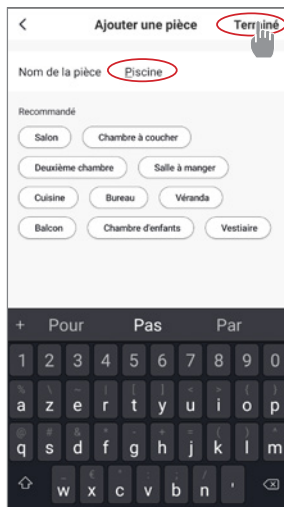 Ajouter une pièce Terminé
Nom de la pièce Piscine
Recommandé
Salon Chambre à coucher
Deuxième chambre Salle à manger
Cuisine Bureau Véranda
Balcon Chambre d'enfants Vestiaire
+ Pour Pas Par
1 2 3 4 5 6 7 8 9 0
a z e r t y u i o p
q s d f g h j k l m
w x c v b n '